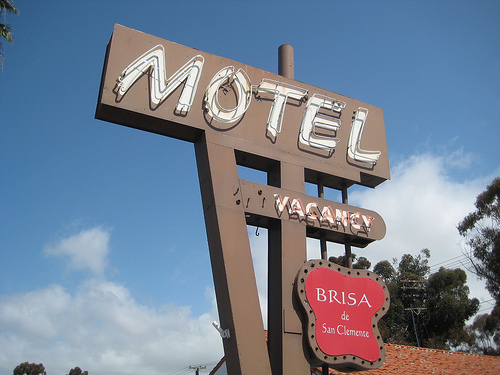 MOTEL
VACANCY
BRISA
de
San Clemente